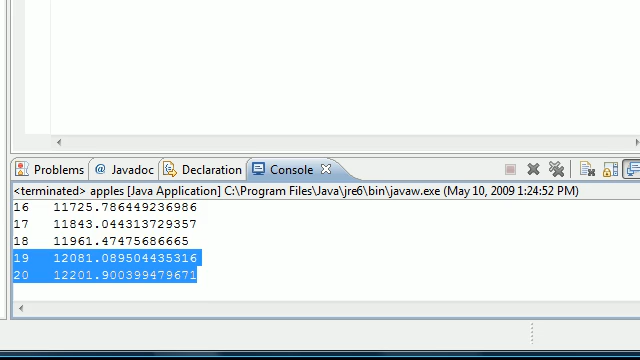 Problems @ Javadoc Declaration Console
<terminated> apples [Java Application] C:\Program Files\Java\jre6\bin\javaw.exe (May 10, 2009 1:24:52 PM)
16 11725.786449236986
17 11843.044313729357
18 11961.47475686665
19 12081.089504435316
20 12201.900399479671